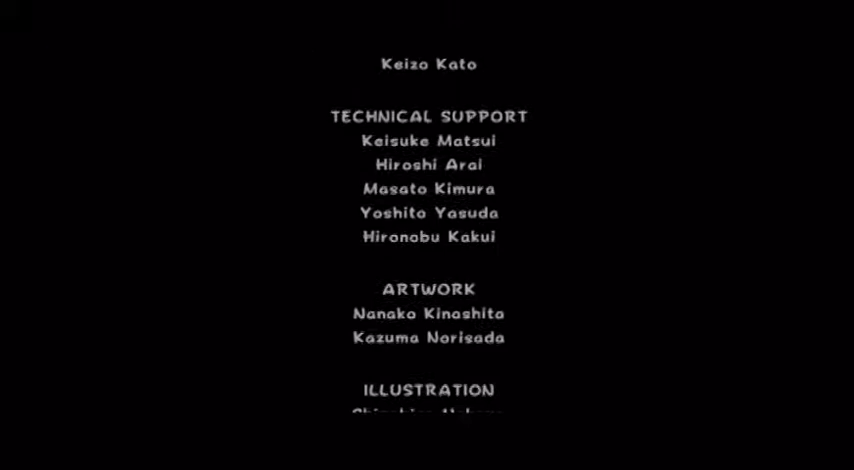 Keizo Kato
TECHNICAL SUPPORT
Keisuke Matsui
Hiroshi Arai
Masato Kimura
Yoshito Yasuda
Hironobu Kakui
ARTWORK
Nanako Kinoshita
Kazuma Norisada
ILLUSTRATION